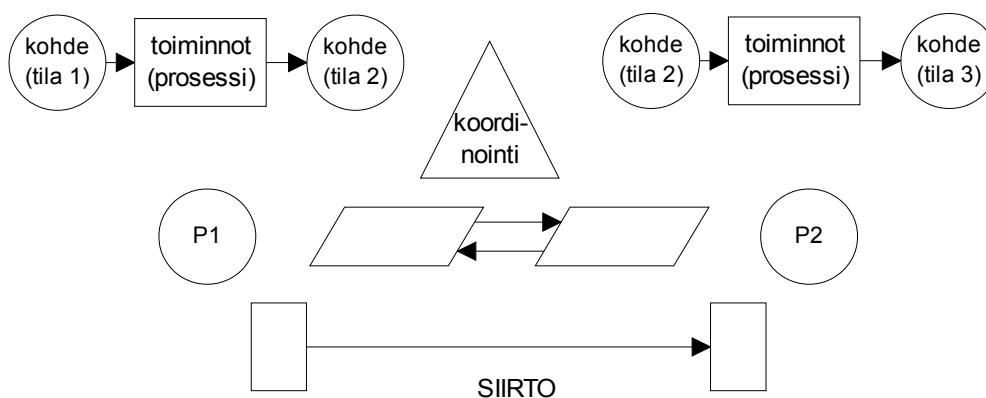 kohde
(tila 1)
toiminnot
(prosessi)
kohde
(tila 2)
koordi-
nointi
kohde
(tila 2)
toiminnot
(prosessi)
kohde
(tila 3)
P1
P2
SIIRTO